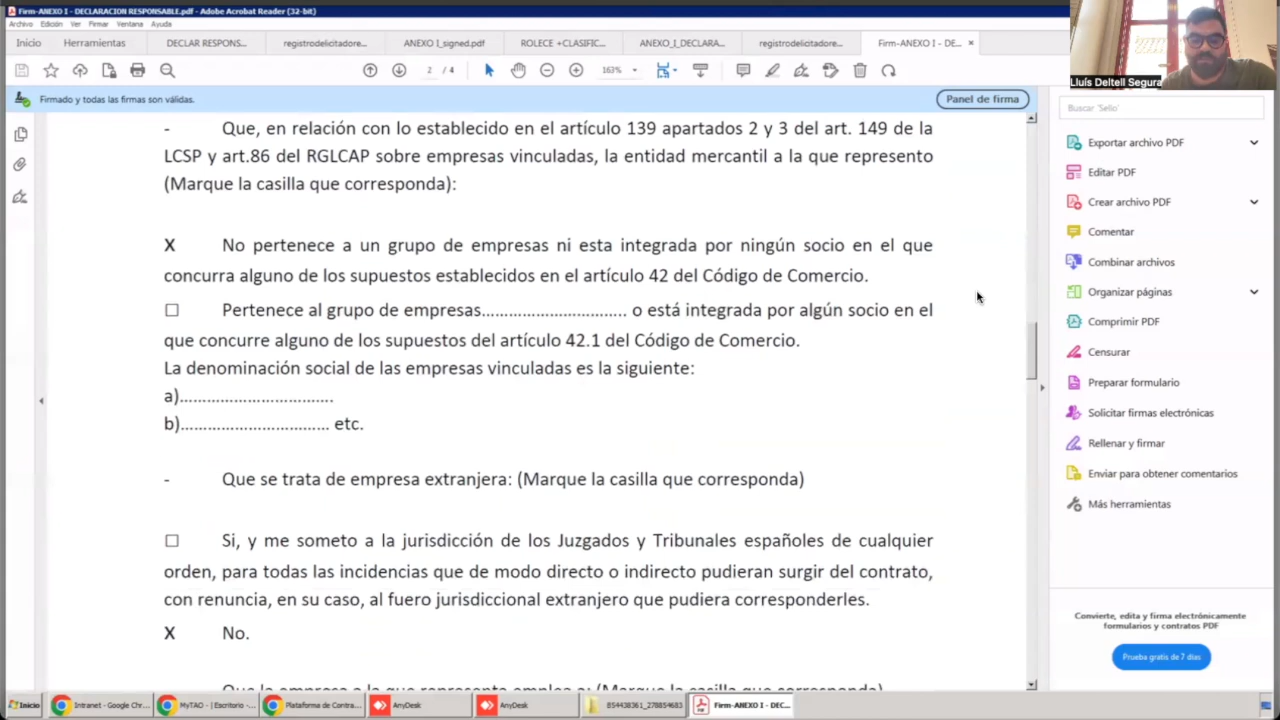 Firm-ANEXO I - DECLARACION RESPONSABLE.pdf - Adobe Acrobat Reader (32-bit)
Archivo Edición Ver Firmar Ventana Ayuda
Inicio Herramientas DECLAR RESPONS... registrodelicitadore... ANEXO I_signed.pdf ROLECE +CLASIFIC... ANEXO_I_DECLARA... registrodelicitadore... Firm-ANEXO I - DE... ×
2 / 4 163%
Firmado y todas las firmas son válidas.
Panel de firma
Lluís Deltell Segura
- Que, en relación con lo establecido en el artículo 139 apartados 2 y 3 del art. 149 de la
LCSP y art.86 del RGLCAP sobre empresas vinculadas, la entidad mercantil a la que represento
(Marque la casilla que corresponda):
X No pertenece a un grupo de empresas ni esta integrada por ningún socio en el que
concurra alguno de los supuestos establecidos en el artículo 42 del Código de Comercio.
☐ Pertenece al grupo de empresas................................ o está integrada por algún socio en el
que concurre alguno de los supuestos del artículo 42.1 del Código de Comercio.
La denominación social de las empresas vinculadas es la siguiente:
a)..................................
b)................................. etc.
- Que se trata de empresa extranjera: (Marque la casilla que corresponda)
☐ Si, y me someto a la jurisdicción de los Juzgados y Tribunales españoles de cualquier
orden, para todas las incidencias que de modo directo o indirecto pudieran surgir del contrato,
con renuncia, en su caso, al fuero jurisdiccional extranjero que pudiera corresponderles.
X No.
Que la empresa a la que represento emplea a: (Marque la casilla que corresponda)
Buscar 'Sello'
Exportar archivo PDF
Editar PDF
Crear archivo PDF
Comentar
Combinar archivos
Organizar páginas
Comprimir PDF
Censurar
Preparar formulario
Solicitar firmas electrónicas
Rellenar y firmar
Enviar para obtener comentarios
Más herramientas
Convierte, edita y firma electrónicamente
formularios y contratos PDF
Prueba gratis de 7 días
Inicio Intranet - Google Chr... MyTAO - | Escritorio -... Plataforma de Contra... AnyDesk AnyDesk 854438361_278854683 Firm-ANEXO I - DEC...